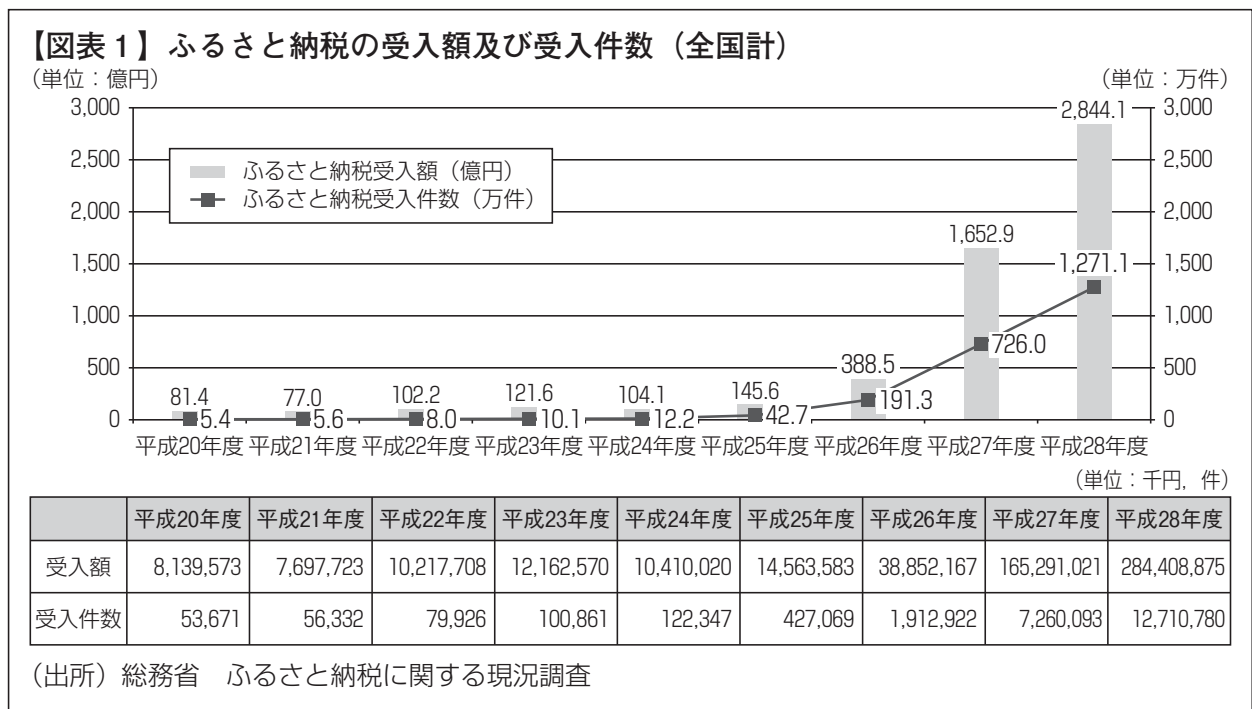 【図表1】ふるさと納税の受入額及び受入件数（全国計）
（単位：億円）
（単位：万件）
3,000
2,500
2,000
1,500
1,000
500
0
ふるさと納税受入額（億円）
ふるさと納税受入件数（万件）
81.4
77.0
102.2
121.6
104.1
145.6
388.5
1,652.9
2,844.1
5.4
5.6
8.0
10.1
12.2
42.7
191.3
726.0
1,271.1
3,000
2,500
2,000
1,500
1,000
500
0
平成20年度 平成21年度 平成22年度 平成23年度 平成24年度 平成25年度 平成26年度 平成27年度 平成28年度
（単位：千円，件）
平成20年度 平成21年度 平成22年度 平成23年度 平成24年度 平成25年度 平成26年度 平成27年度 平成28年度
受入額 8,139,573 7,697,723 10,217,708 12,162,570 10,410,020 14,563,583 38,852,167 165,291,021 284,408,875
受入件数 53,671 56,332 79,926 100,861 122,347 427,069 1,912,922 7,260,093 12,710,780
（出所）総務省　ふるさと納税に関する現況調査